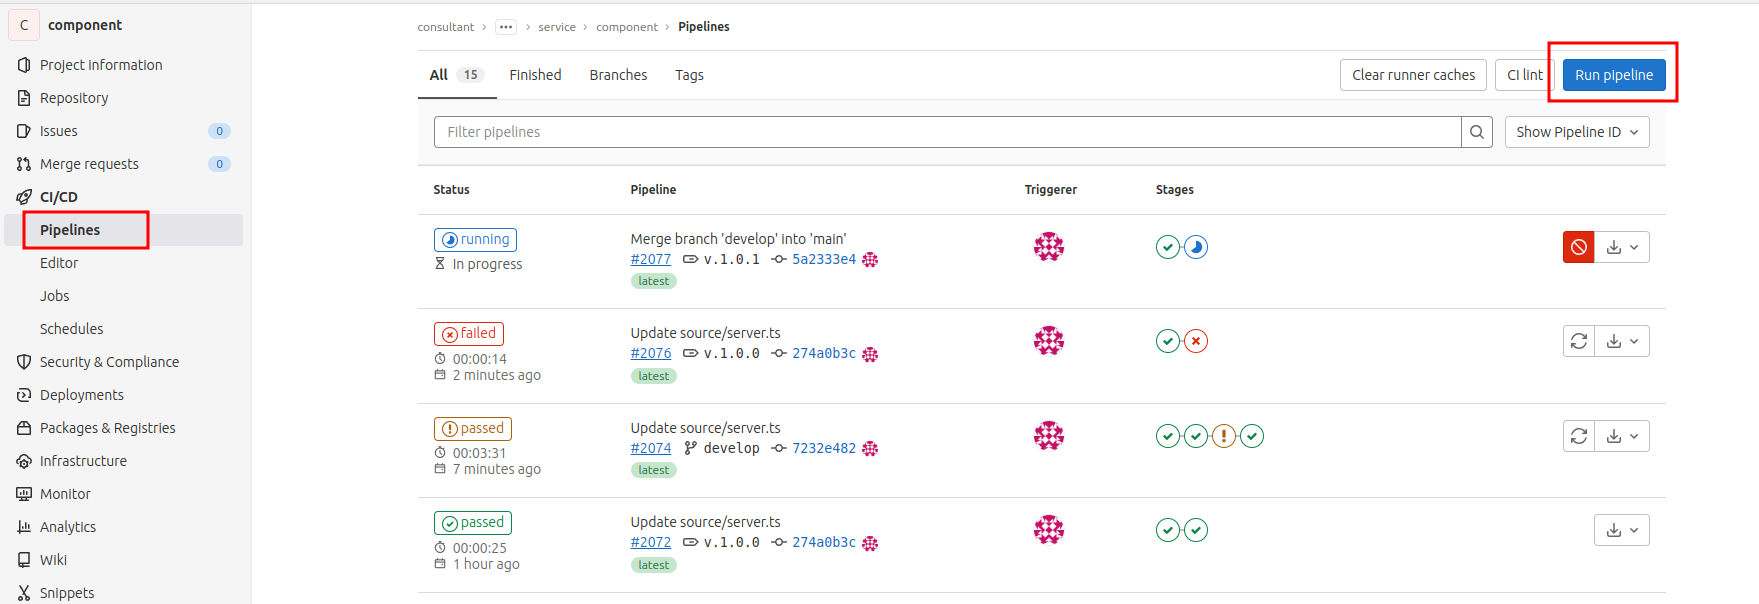 C component
Project information
Repository
Issues 0
Merge requests 0
CI/CD
Pipelines
Editor
Jobs
Schedules
Security & Compliance
Deployments
Packages & Registries
Infrastructure
Monitor
Analytics
Wiki
Snippets
consultant › ••• › service › component › Pipelines
All 15 Finished Branches Tags Clear runner caches CI lint Run pipeline
Filter pipelines Show Pipeline ID
Status Pipeline Triggerer Stages
running Merge branch 'develop' into 'main'
In progress #2077 v.1.0.1 5a2333e4
latest
failed Update source/server.ts
00:00:14 #2076 v.1.0.0 274a0b3c
2 minutes ago latest
passed Update source/server.ts
00:03:31 #2074 develop 7232e482
7 minutes ago latest
passed Update source/server.ts
00:00:25 #2072 v.1.0.0 274a0b3c
1 hour ago latest